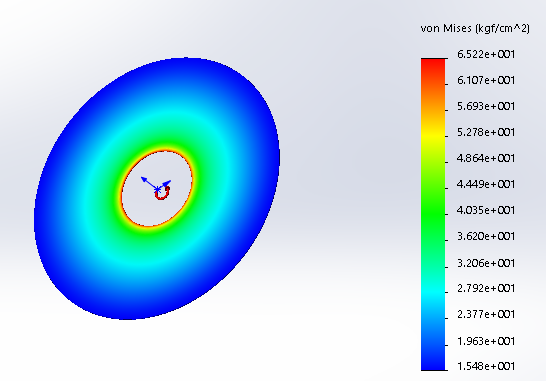 von Mises (kgf/cm^2)
6.522e+001
6.107e+001
5.693e+001
5.278e+001
4.864e+001
4.449e+001
4.035e+001
3.620e+001
3.206e+001
2.792e+001
2.377e+001
1.963e+001
1.548e+001